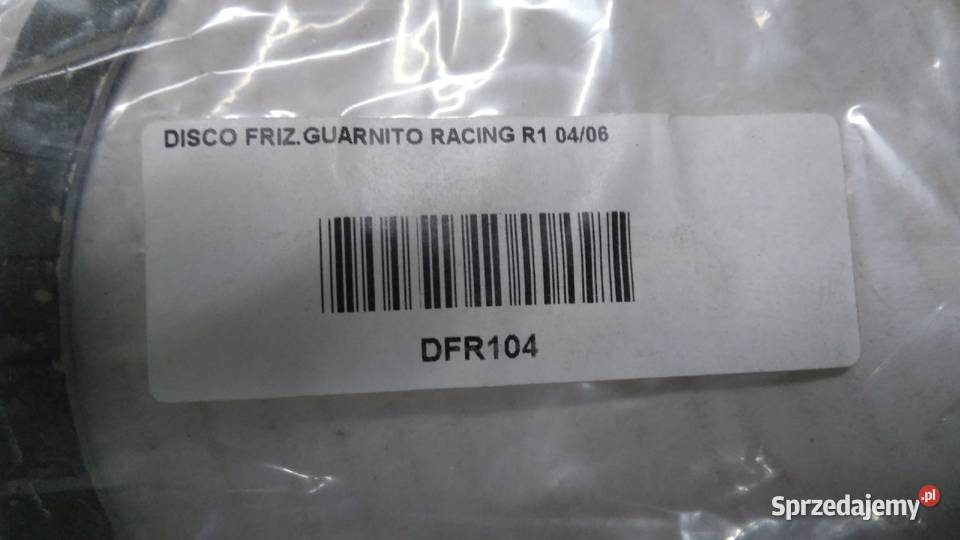 DISCO FRIZ.GUARNITO RACING R1 04/06
DFR104
Sprzedajemy.pl